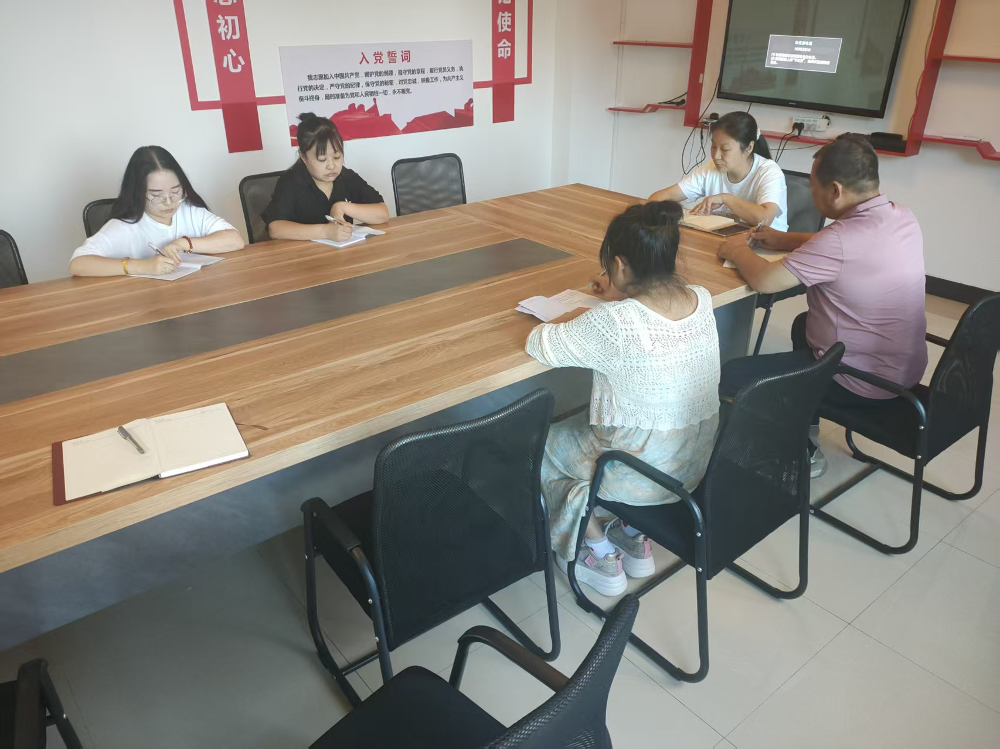 初心
使命
入党誓词
我志愿加入中国共产党，拥护党的纲领，遵守党的章程，履行党员义务，执
行党的决定，严守党的纪律，保守党的秘密，对党忠诚，积极工作，为共产主义
奋斗终身，随时准备为党和人民牺牲一切，永不叛党。